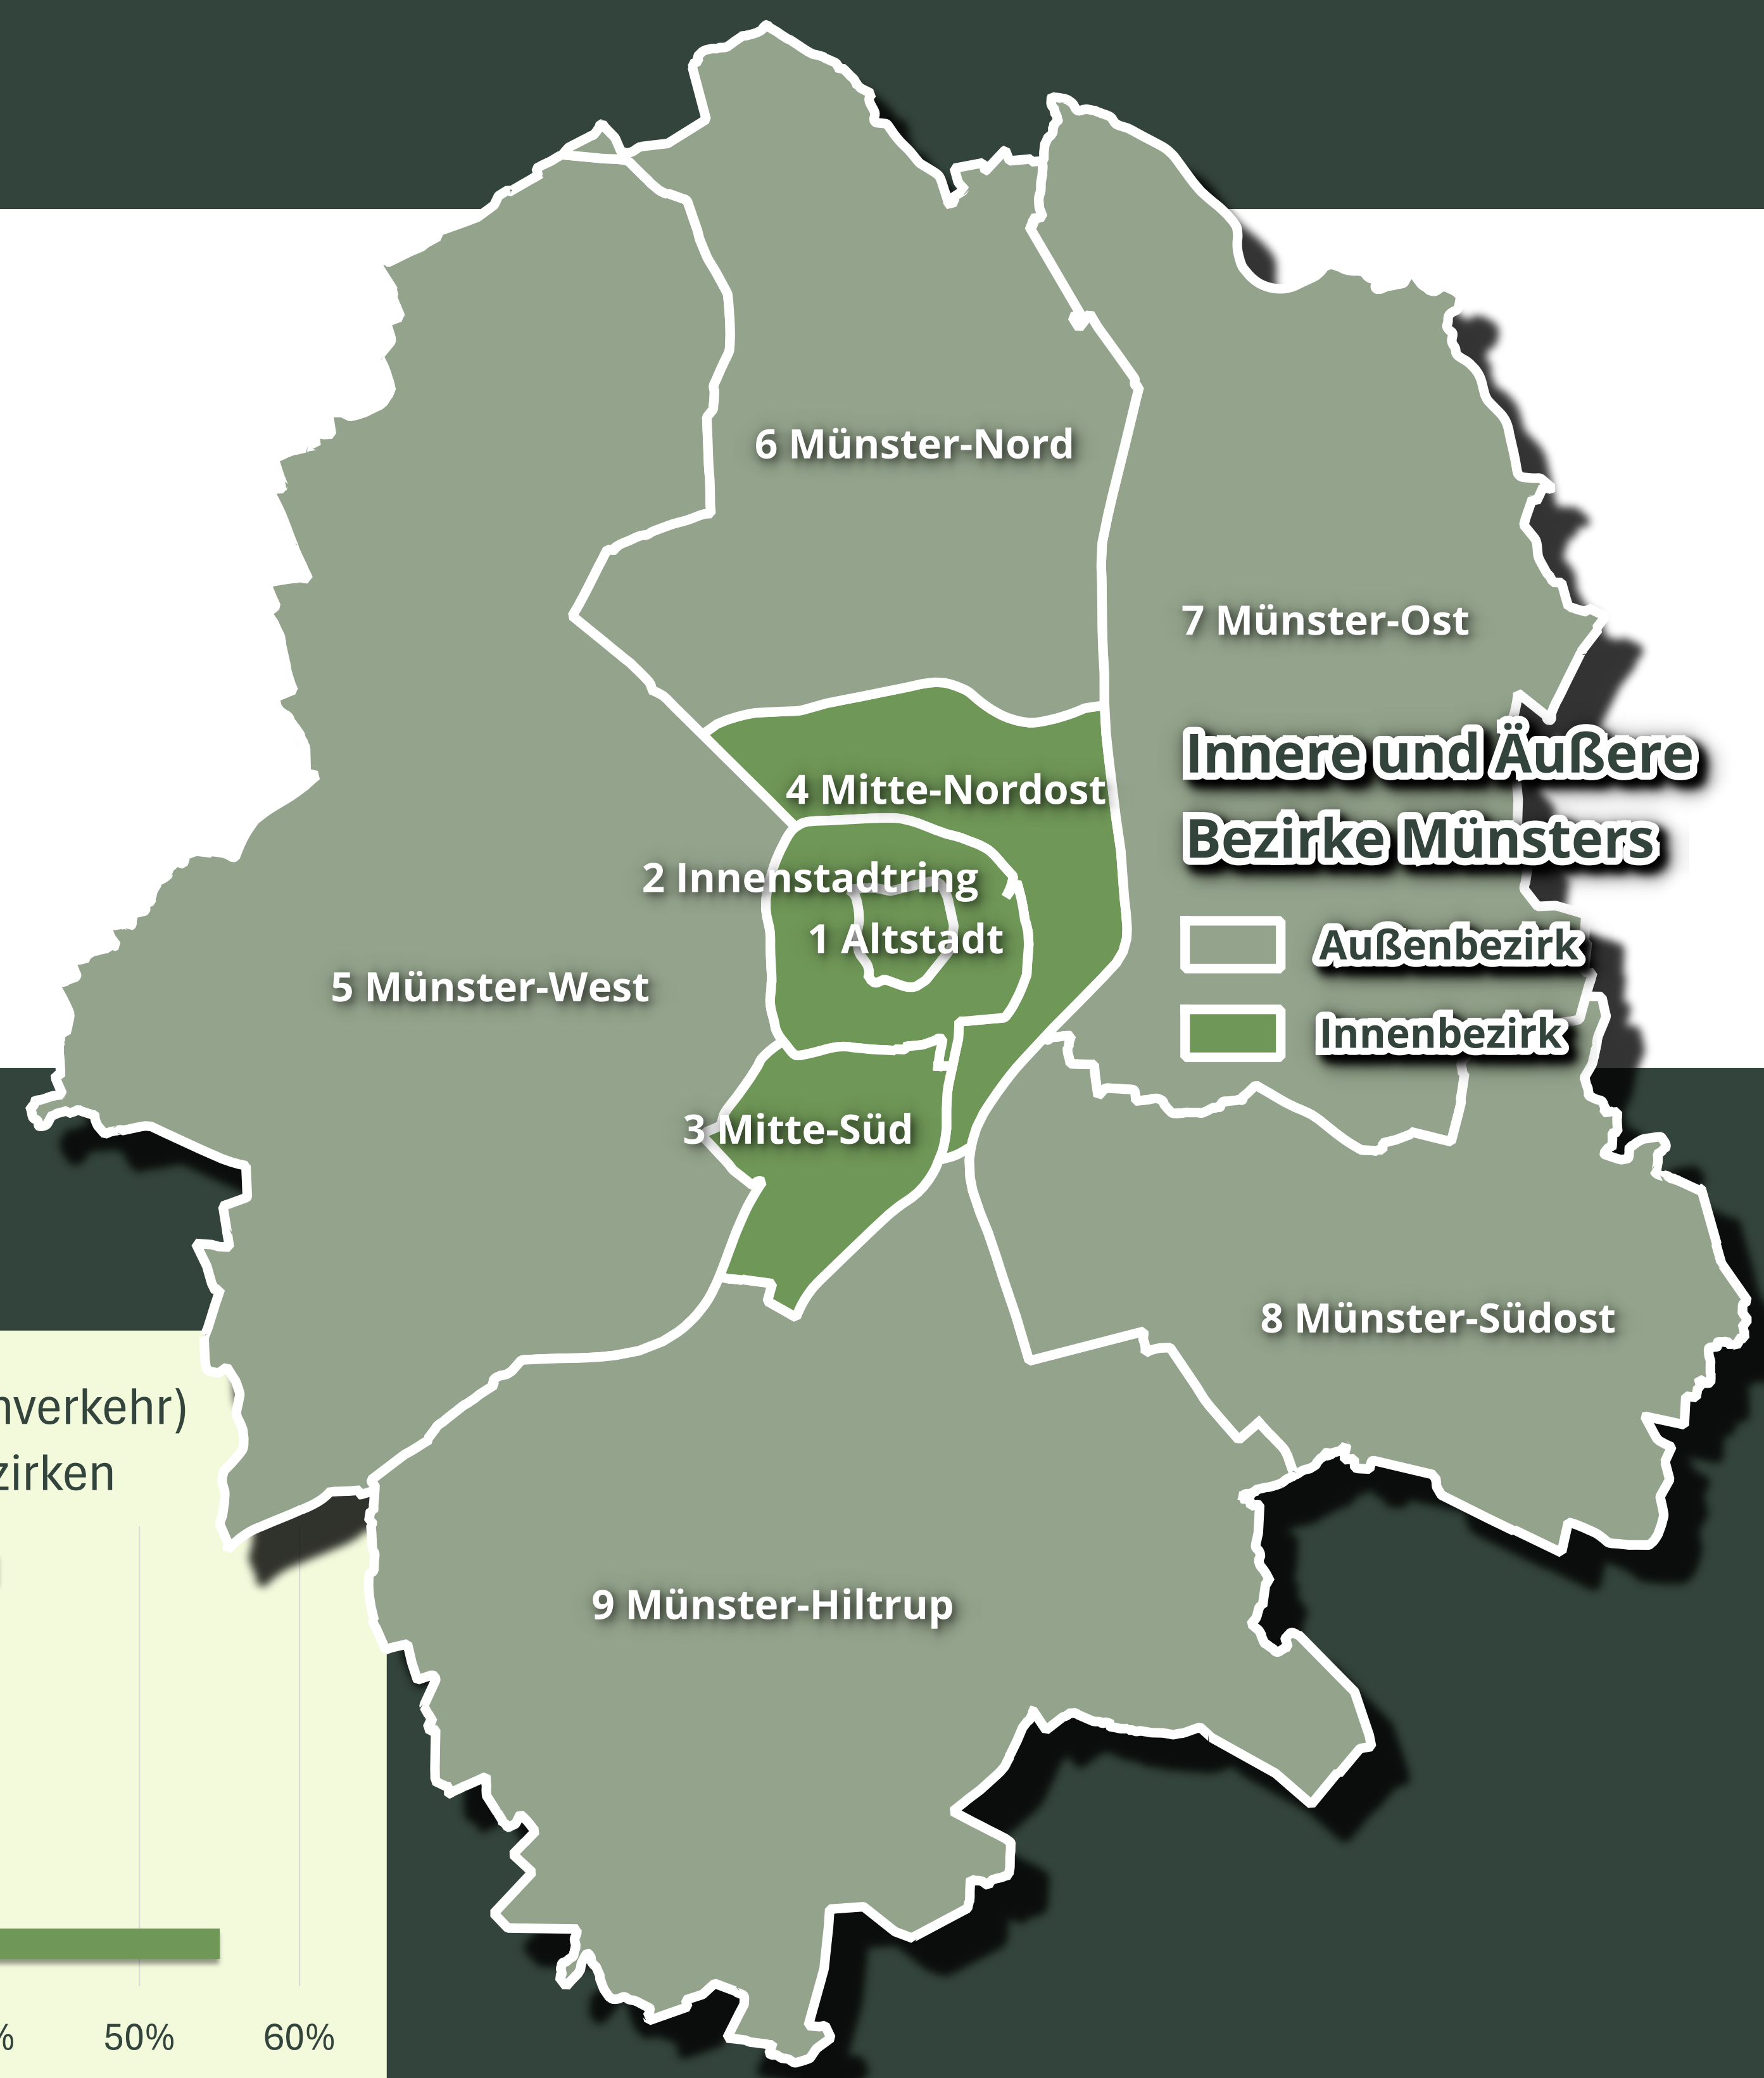 6 Münster-Nord
7 Münster-Ost
Innere und Äußere
Bezirke Münsters
4 Mitte-Nordost
2 Innenstadtring
1 Altstadt
Außenbezirk
5 Münster-West
Innenbezirk
3 Mitte-Süd
8 Münster-Südost
nverkehr)
zirken
9 Münster-Hiltrup
% 50% 60%